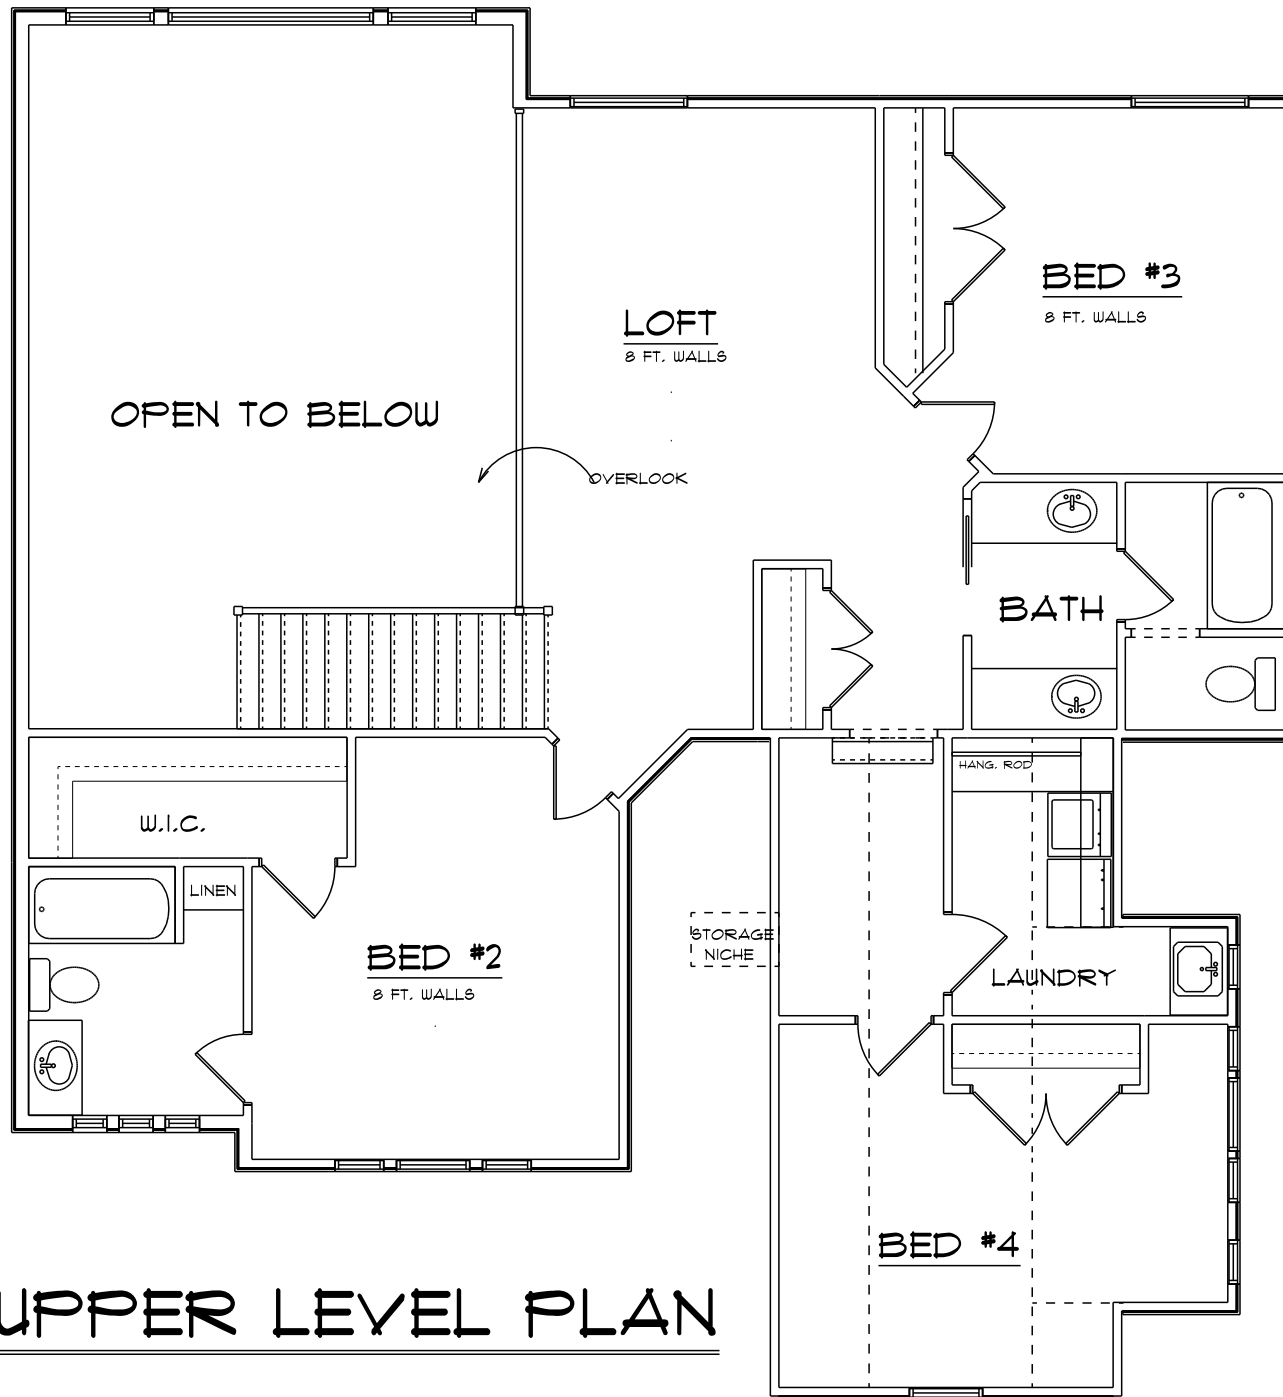 BED #3
8 FT. WALLS
LOFT
8 FT. WALLS
OPEN TO BELOW
OVERLOOK
BATH
HANG. ROD
W.I.C.
LINEN
STORAGE
NICHE
BED #2
8 FT. WALLS
LAUNDRY
BED #4
UPPER LEVEL PLAN